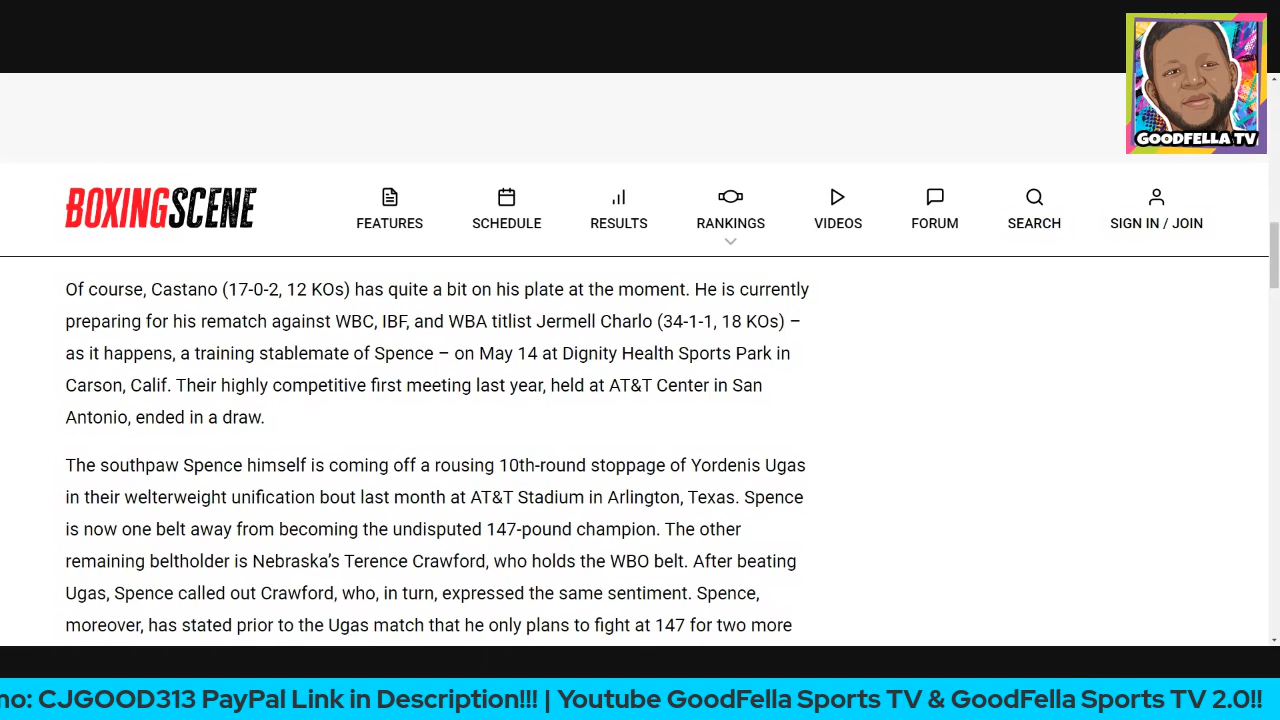 GOODFELLA TV
BOXINGSCENE
FEATURES
SCHEDULE
RESULTS
RANKINGS
VIDEOS
FORUM
SEARCH
SIGN IN / JOIN
Of course, Castano (17-0-2, 12 KOs) has quite a bit on his plate at the moment. He is currently
preparing for his rematch against WBC, IBF, and WBA titlist Jermell Charlo (34-1-1, 18 KOs) –
as it happens, a training stablemate of Spence – on May 14 at Dignity Health Sports Park in
Carson, Calif. Their highly competitive first meeting last year, held at AT&T Center in San
Antonio, ended in a draw.
The southpaw Spence himself is coming off a rousing 10th-round stoppage of Yordenis Ugas
in their welterweight unification bout last month at AT&T Stadium in Arlington, Texas. Spence
is now one belt away from becoming the undisputed 147-pound champion. The other
remaining beltholder is Nebraska’s Terence Crawford, who holds the WBO belt. After beating
Ugas, Spence called out Crawford, who, in turn, expressed the same sentiment. Spence,
moreover, has stated prior to the Ugas match that he only plans to fight at 147 for two more
no: CJGOOD313 PayPal Link in Description!!! | Youtube GoodFella Sports TV & GoodFella Sports TV 2.0!!